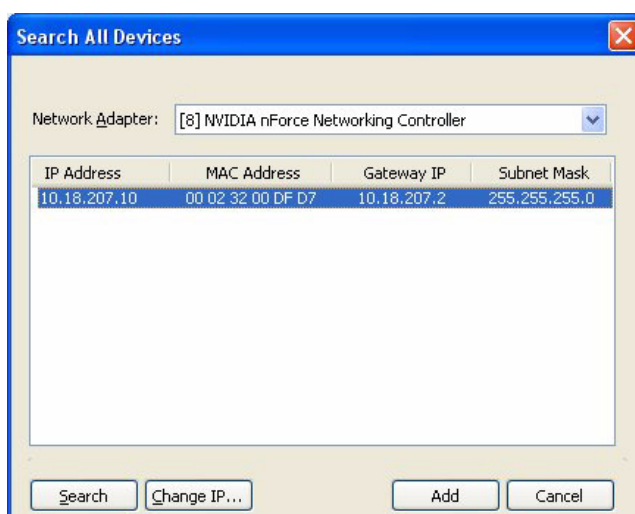 Search All Devices
Network Adapter: [8] NVIDIA nForce Networking Controller
IP Address MAC Address Gateway IP Subnet Mask
10.18.207.10 00 02 32 00 DF D7 10.18.207.2 255.255.255.0
Search Change IP... Add Cancel